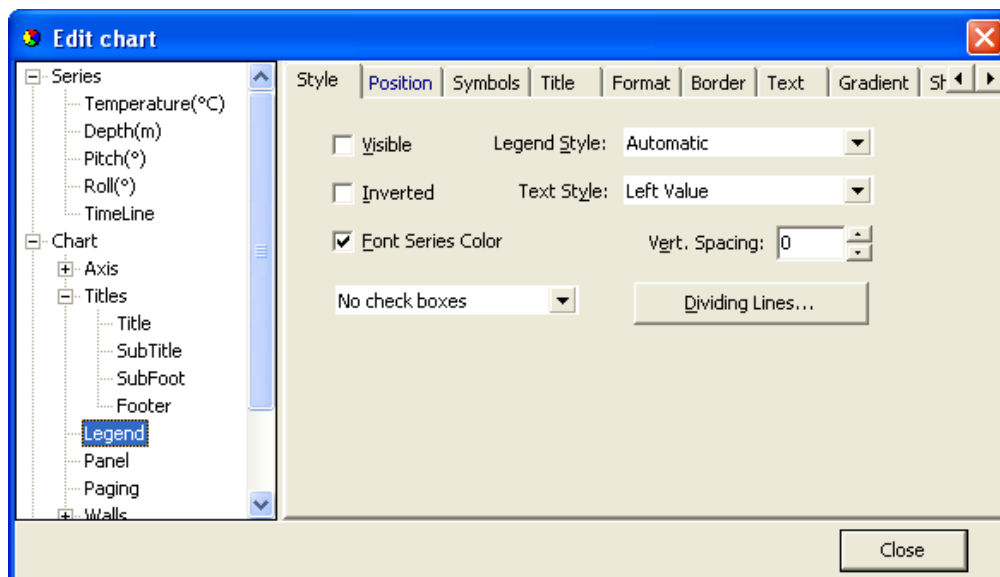 Edit chart
Series
Temperature(°C)
Depth(m)
Pitch(°)
Roll(°)
TimeLine
Chart
Axis
Titles
Title
SubTitle
SubFoot
Footer
Legend
Panel
Paging
Walls
Style Position Symbols Title Format Border Text Gradient Sh
Visible Legend Style: Automatic
Inverted Text Style: Left Value
Font Series Color Vert. Spacing: 0
No check boxes Dividing Lines...
Close